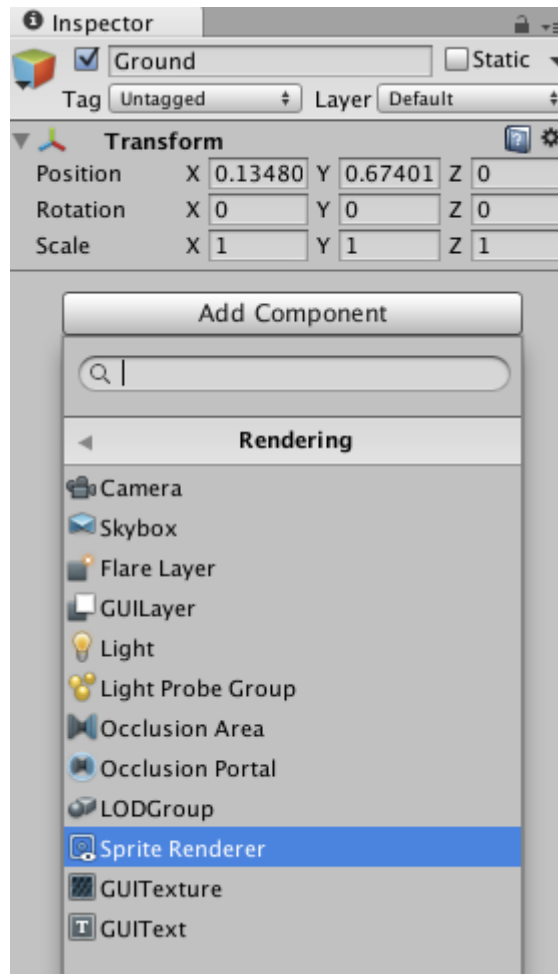 Inspector
Ground Static
Tag Untagged Layer Default
Transform
Position X 0.13480 Y 0.67401 Z 0
Rotation X 0 Y 0 Z 0
Scale X 1 Y 1 Z 1
Add Component
Rendering
Camera
Skybox
Flare Layer
GUILayer
Light
Light Probe Group
Occlusion Area
Occlusion Portal
LODGroup
Sprite Renderer
GUITexture
GUIText